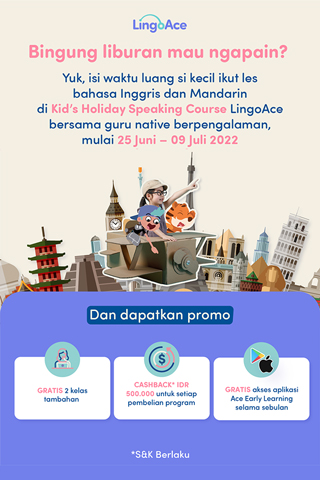 LingoAce
Bingung liburan mau ngapain?
Yuk, isi waktu luang si kecil ikut les
bahasa Inggris dan Mandarin
di Kid's Holiday Speaking Course LingoAce
bersama guru native berpengalaman,
mulai 25 Juni – 09 Juli 2022
Dan dapatkan promo
GRATIS 2 kelas
tambahan
CASHBACK* IDR
500.000 untuk setiap
pembelian program
GRATIS akses aplikasi
Ace Early Learning
selama sebulan
*S&K Berlaku